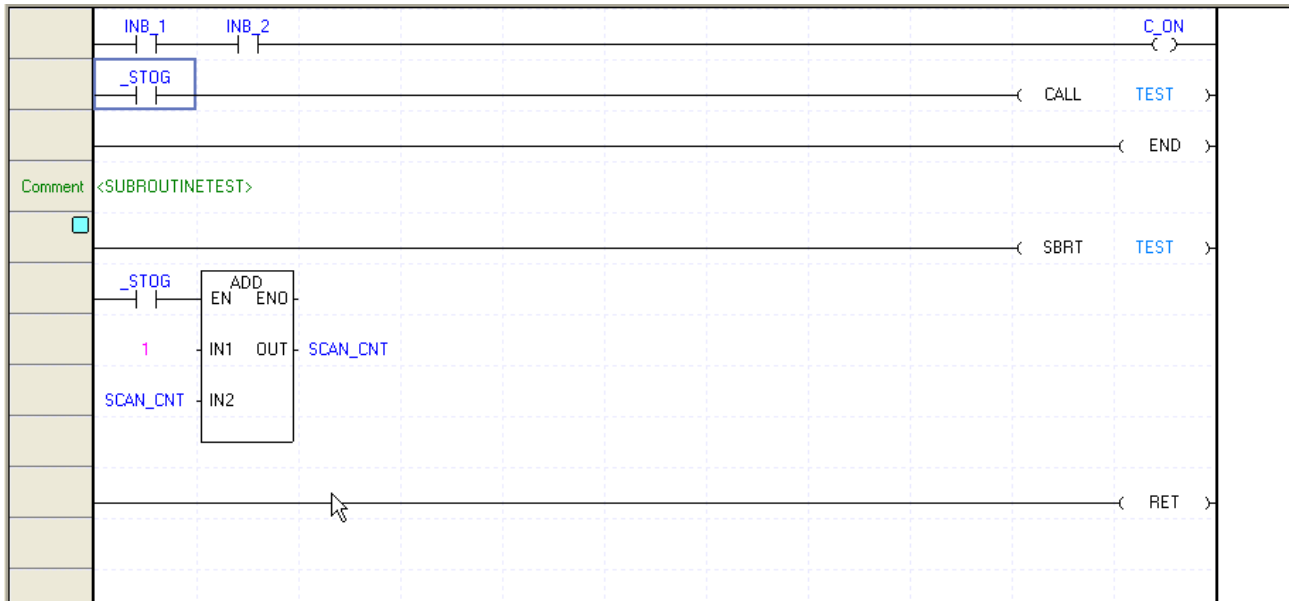 INB_1 INB_2 C_ON
_STOG
CALL TEST
END
Comment <SUBROUTINETEST>
SBRT TEST
_STOG ADD
EN ENO
1 IN1 OUT SCAN_CNT
SCAN_CNT IN2
RET